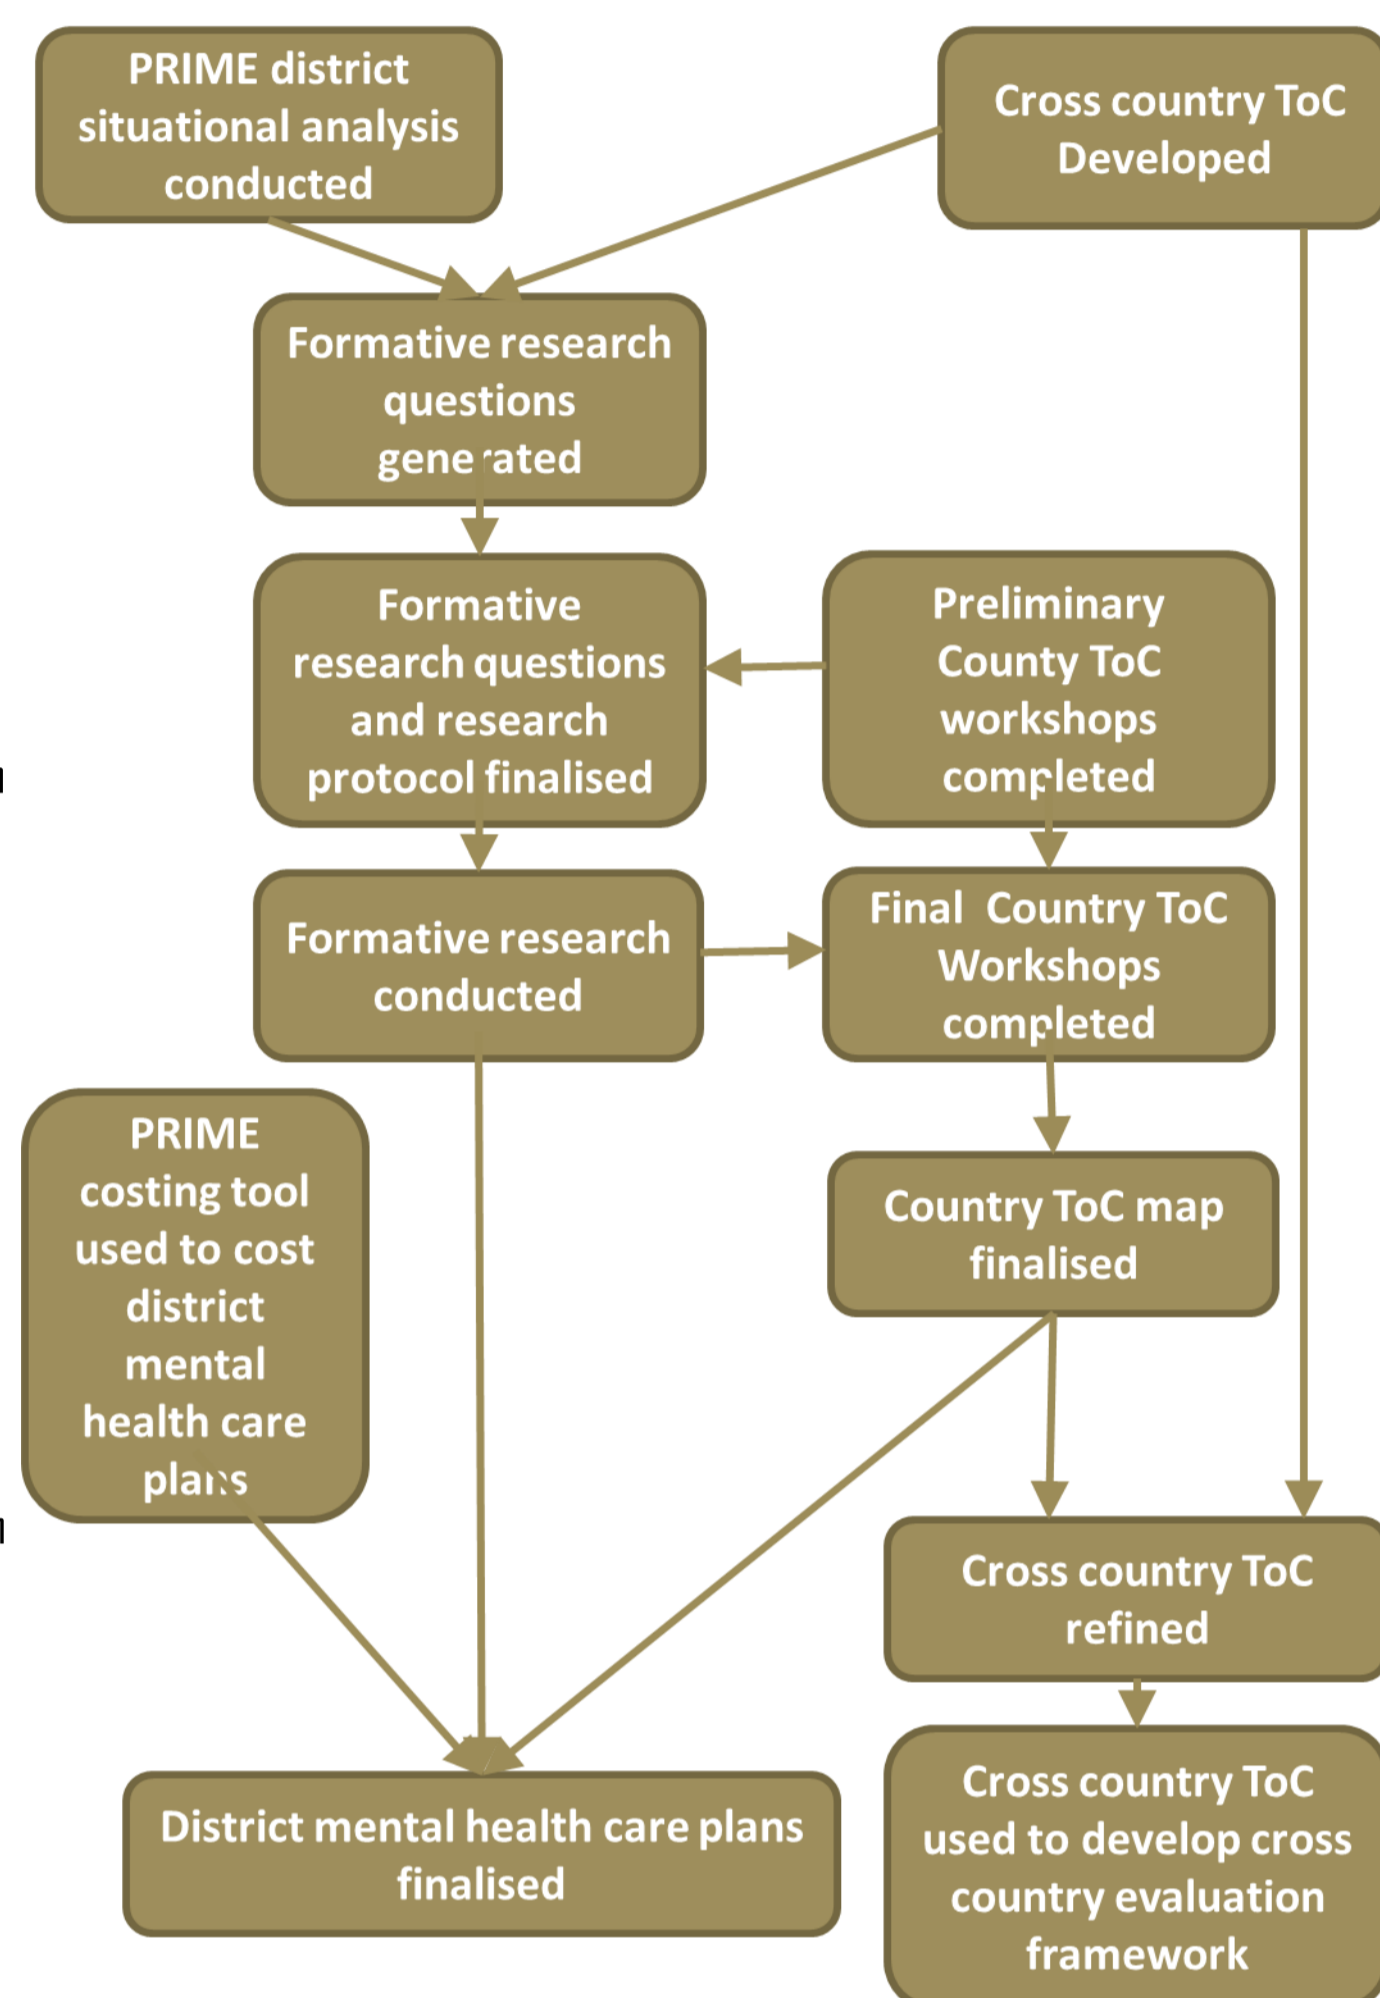 PRIME district
situational analysis
conducted
Cross country ToC
Developed
Formative research
questions
generated
Formative
research questions
and research
protocol finalised
Preliminary
County ToC
workshops
completed
Formative research
conducted
Final  Country ToC
Workshops
completed
PRIME
costing tool
used to cost
district
mental
health care
plans
Country ToC map
finalised
Cross country ToC
refined
District mental health care plans
finalised
Cross country ToC
used to develop cross
country evaluation
framework